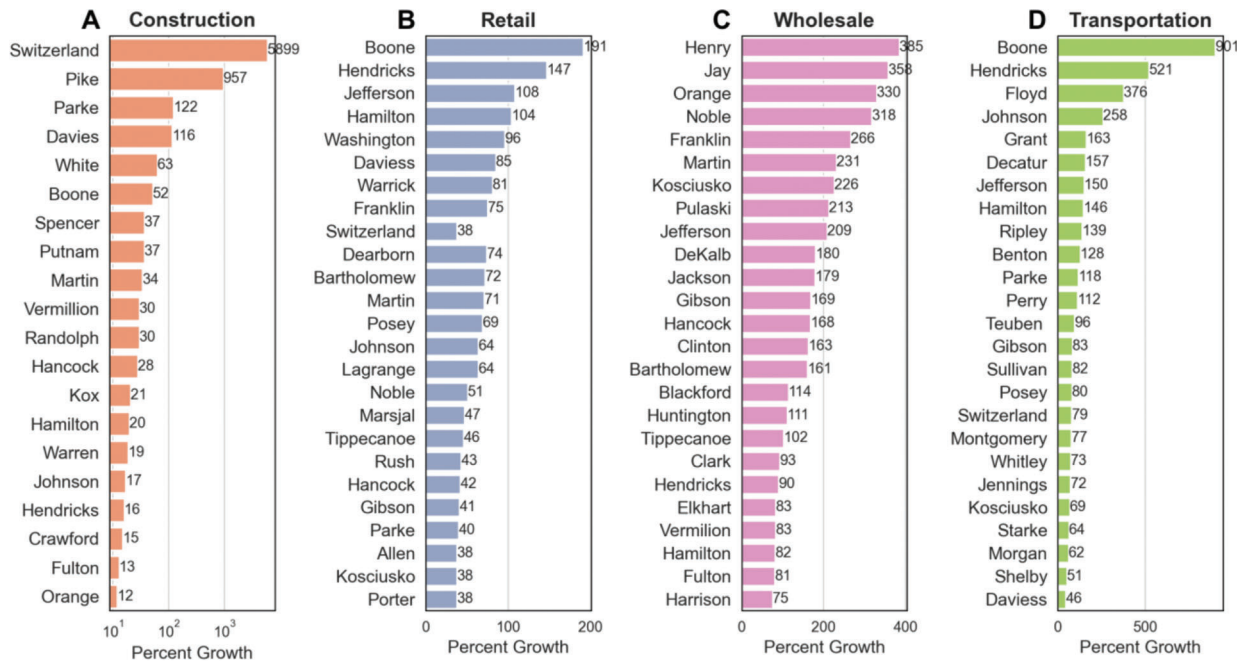 A Construction
Switzerland 5899
Pike 957
Parke 122
Davies 116
White 63
Boone 52
Spencer 37
Putnam 37
Martin 34
Vermillion 30
Randolph 30
Hancock 28
Kox 21
Hamilton 20
Warren 19
Johnson 17
Hendricks 16
Crawford 15
Fulton 13
Orange 12
10¹ 10² 10³
Percent Growth
B Retail
Boone 191
Hendricks 147
Jefferson 108
Hamilton 104
Washington 96
Daviess 85
Warrick 81
Franklin 75
Switzerland 38
Dearborn 74
Bartholomew 72
Martin 71
Posey 69
Johnson 64
Lagrange 64
Noble 51
Marsjal 47
Tippecanoe 46
Rush 43
Hancock 42
Gibson 41
Parke 40
Allen 38
Kosciusko 38
Porter 38
0 100 200
Percent Growth
C Wholesale
Henry 385
Jay 358
Orange 330
Noble 318
Franklin 266
Martin 231
Kosciusko 226
Pulaski 213
Jefferson 209
DeKalb 180
Jackson 179
Gibson 169
Hancock 168
Clinton 163
Bartholomew 161
Blackford 114
Huntington 111
Tippecanoe 102
Clark 93
Hendricks 90
Elkhart 83
Vermilion 83
Hamilton 82
Fulton 81
Harrison 75
0 200 400
Percent Growth
D Transportation
Boone 901
Hendricks 521
Floyd 376
Johnson 258
Grant 163
Decatur 157
Jefferson 150
Hamilton 146
Ripley 139
Benton 128
Parke 118
Perry 112
Teuben 96
Gibson 83
Sullivan 82
Posey 80
Switzerland 79
Montgomery 77
Whitley 73
Jennings 72
Kosciusko 69
Starke 64
Morgan 62
Shelby 51
Daviess 46
0 500
Percent Growth